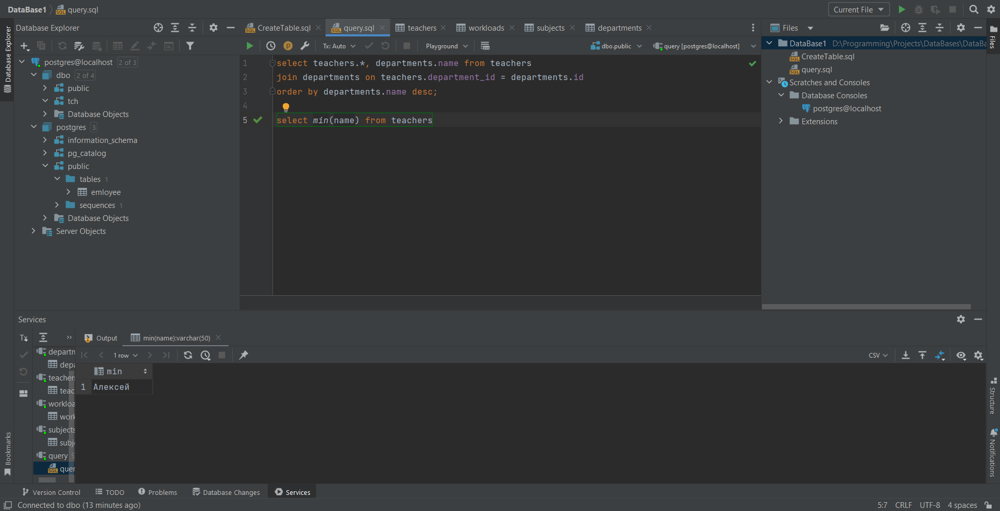 DataBase1 query.sql
Current File
Database Explorer
CreateTable.sql
query.sql
teachers
workloads
subjects
departments
Files
Tx: Auto
Playground
dbo.public
query [postgres@localhost]
Database Explorer
postgres@localhost 2 of 3
dbo 2 of 4
public
tch
Database Objects
postgres 3
information_schema
pg_catalog
public
tables 1
emloyee
sequences 1
Database Objects
Server Objects
1 select teachers.*, departments.name from teachers
2 join departments on teachers.department_id = departments.id
3 order by departments.name desc;
4
5 select min(name) from teachers
DataBase1 D:\Programming\Projects\DataBases\DataBa
CreateTable.sql
query.sql
Scratches and Consoles
Database Consoles
postgres@localhost
Extensions
Files
Services
Tx
Output
min(name):varchar(50)
1 row
CSV
departm
depa
teachers
teac
workloa
work
subjects
subj
query 9
quer
min
1 Алексей
Structure
Notifications
Bookmarks
Version Control
TODO
Problems
Database Changes
Services
Connected to dbo (13 minutes ago)
5:7 CRLF UTF-8 4 spaces